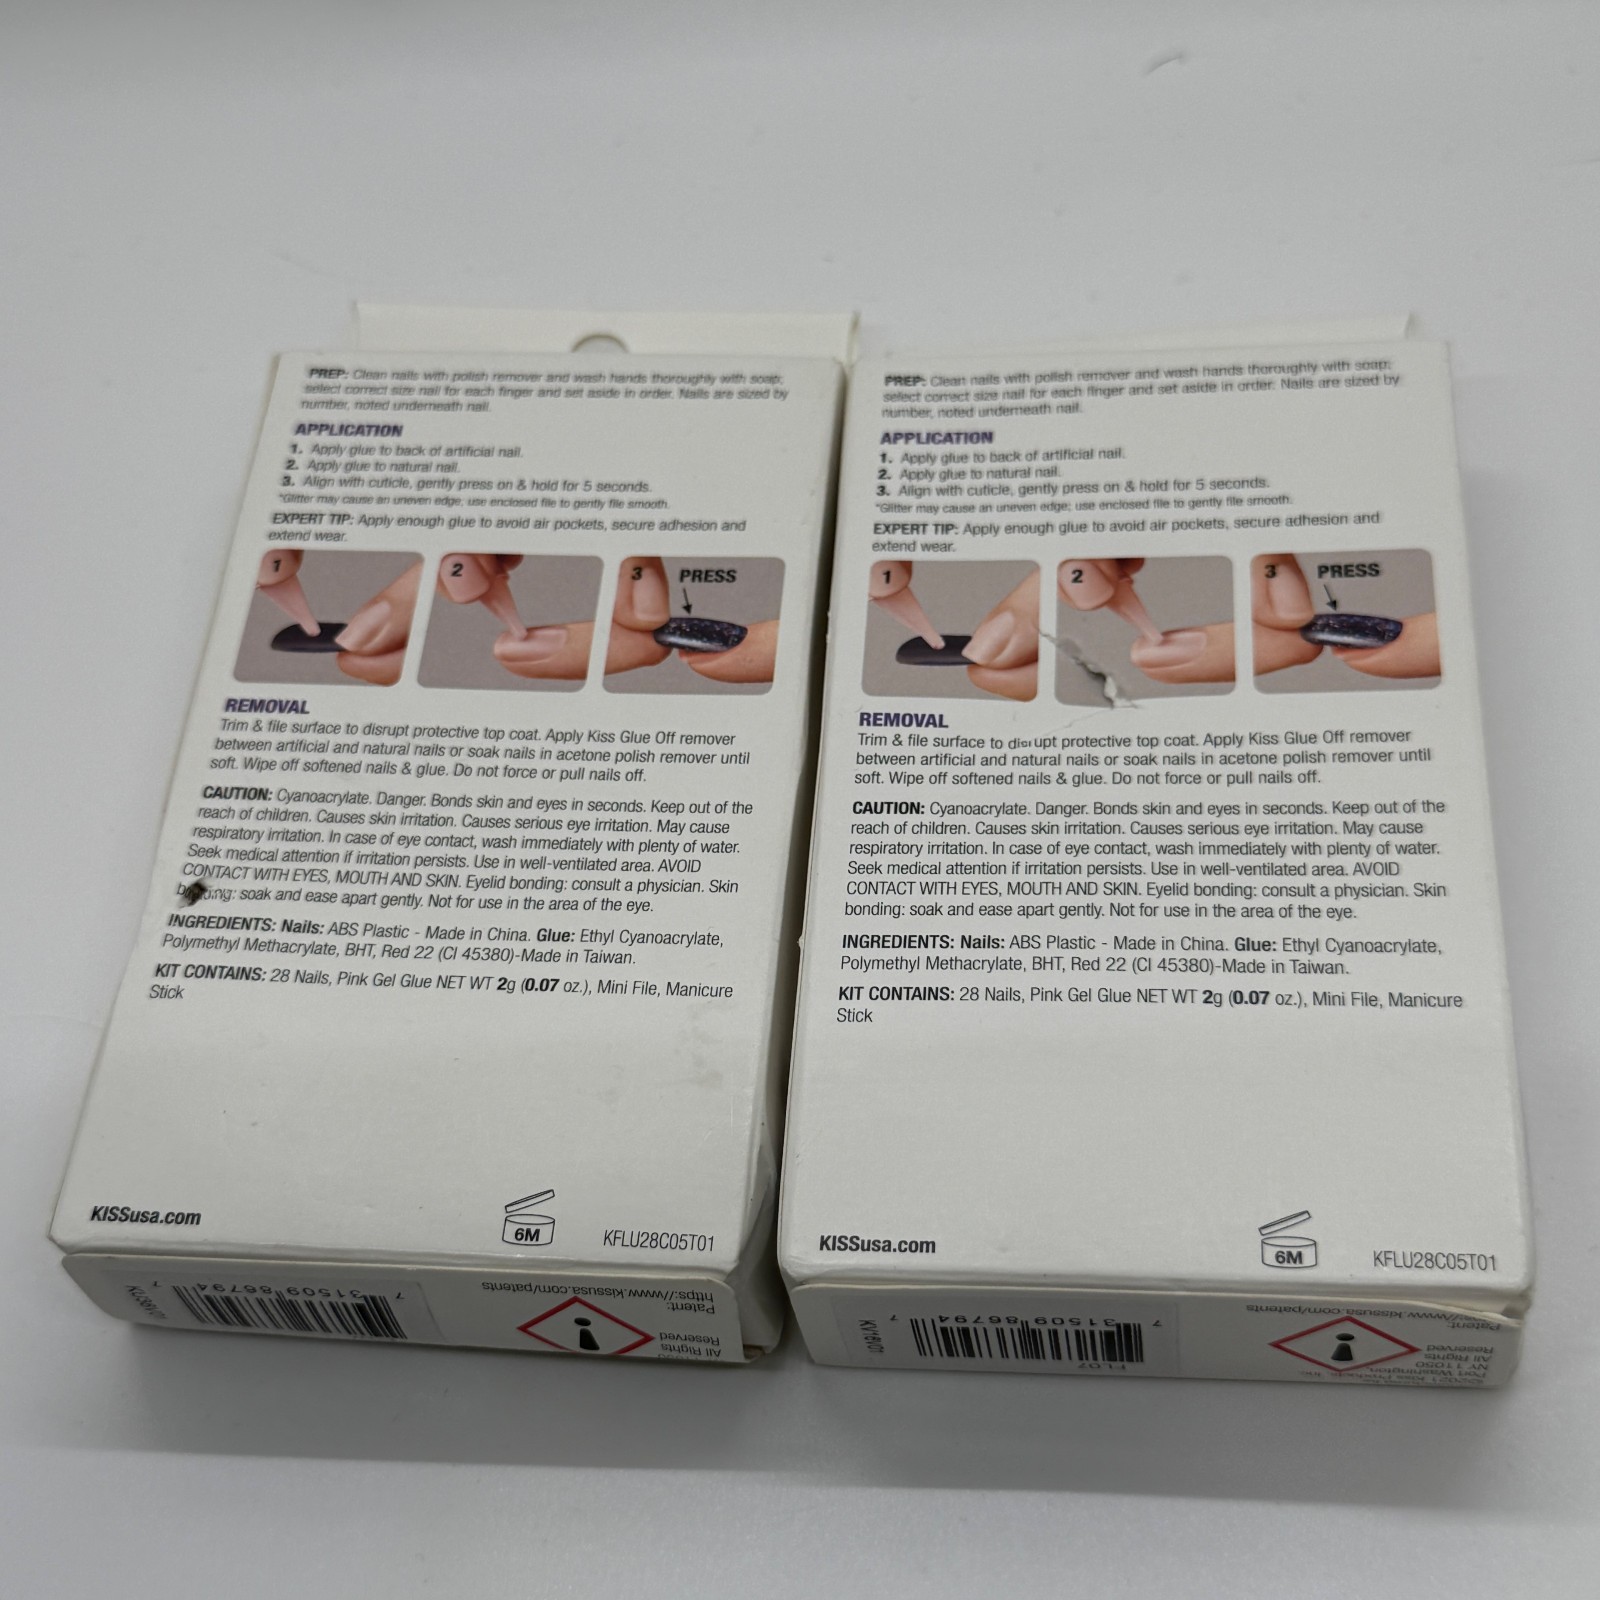 PREP: Clean nails with polish remover and wash hands thoroughly with soap;
select correct size nail for each finger and set aside in order. Nails are sized by
number, noted underneath nail.
APPLICATION
1. Apply glue to back of artificial nail.
2. Apply glue to natural nail.
3. Align with cuticle, gently press on & hold for 5 seconds.
*Glitter may cause an uneven edge; use enclosed file to gently file smooth.
EXPERT TIP: Apply enough glue to avoid air pockets, secure adhesion and
extend wear.
1
2
3 PRESS
REMOVAL
Trim & file surface to disrupt protective top coat. Apply Kiss Glue Off remover
between artificial and natural nails or soak nails in acetone polish remover until
soft. Wipe off softened nails & glue. Do not force or pull nails off.
CAUTION: Cyanoacrylate. Danger. Bonds skin and eyes in seconds. Keep out of the
reach of children. Causes skin irritation. Causes serious eye irritation. May cause
respiratory irritation. In case of eye contact, wash immediately with plenty of water.
Seek medical attention if irritation persists. Use in well-ventilated area. AVOID
CONTACT WITH EYES, MOUTH AND SKIN. Eyelid bonding: consult a physician. Skin
bonding: soak and ease apart gently. Not for use in the area of the eye.
INGREDIENTS: Nails: ABS Plastic - Made in China. Glue: Ethyl Cyanoacrylate,
Polymethyl Methacrylate, BHT, Red 22 (CI 45380)-Made in Taiwan.
KIT CONTAINS: 28 Nails, Pink Gel Glue NET WT 2g (0.07 oz.), Mini File, Manicure
Stick
KISSusa.com
6M
KFLU28C05T01
All Rights
Reserved
Patent:
https://www.kissusa.com/patents
7 31509 86794 7
PREP: Clean nails with polish remover and wash hands thoroughly with soap;
select correct size nail for each finger and set aside in order. Nails are sized by
number, noted underneath nail.
APPLICATION
1. Apply glue to back of artificial nail.
2. Apply glue to natural nail.
3. Align with cuticle, gently press on & hold for 5 seconds.
*Glitter may cause an uneven edge; use enclosed file to gently file smooth.
EXPERT TIP: Apply enough glue to avoid air pockets, secure adhesion and
extend wear.
1
2
3 PRESS
REMOVAL
Trim & file surface to disrupt protective top coat. Apply Kiss Glue Off remover
between artificial and natural nails or soak nails in acetone polish remover until
soft. Wipe off softened nails & glue. Do not force or pull nails off.
CAUTION: Cyanoacrylate. Danger. Bonds skin and eyes in seconds. Keep out of the
reach of children. Causes skin irritation. Causes serious eye irritation. May cause
respiratory irritation. In case of eye contact, wash immediately with plenty of water.
Seek medical attention if irritation persists. Use in well-ventilated area. AVOID
CONTACT WITH EYES, MOUTH AND SKIN. Eyelid bonding: consult a physician. Skin
bonding: soak and ease apart gently. Not for use in the area of the eye.
INGREDIENTS: Nails: ABS Plastic - Made in China. Glue: Ethyl Cyanoacrylate,
Polymethyl Methacrylate, BHT, Red 22 (CI 45380)-Made in Taiwan.
KIT CONTAINS: 28 Nails, Pink Gel Glue NET WT 2g (0.07 oz.), Mini File, Manicure
Stick
KISSusa.com
6M
KFLU28C05T01
©2021 Kiss Products, Inc.
Port Washington,
NY 11050
All Rights
Reserved
Patent:
www.kissusa.com/patents
FL07
7 31509 86794 7
KV18V01